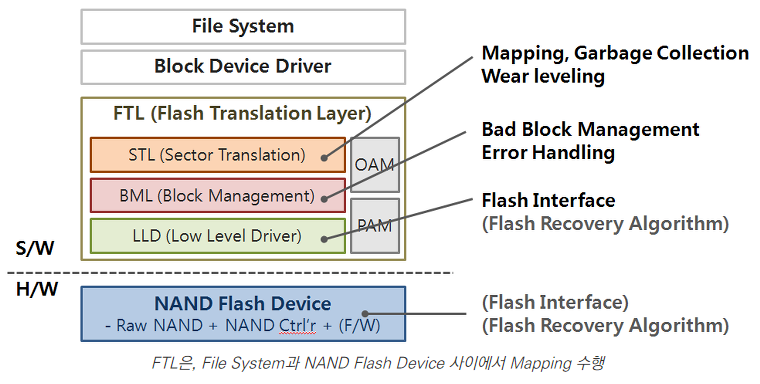 File System
Block Device Driver
FTL (Flash Translation Layer)
STL (Sector Translation)
BML (Block Management)
LLD (Low Level Driver)
OAM
PAM
Mapping, Garbage Collection
Wear leveling
Bad Block Management
Error Handling
Flash Interface
(Flash Recovery Algorithm)
S/W
H/W
NAND Flash Device
- Raw NAND + NAND Ctrl'r + (F/W)
(Flash Interface)
(Flash Recovery Algorithm)
FTL은, File System과 NAND Flash Device 사이에서 Mapping 수행